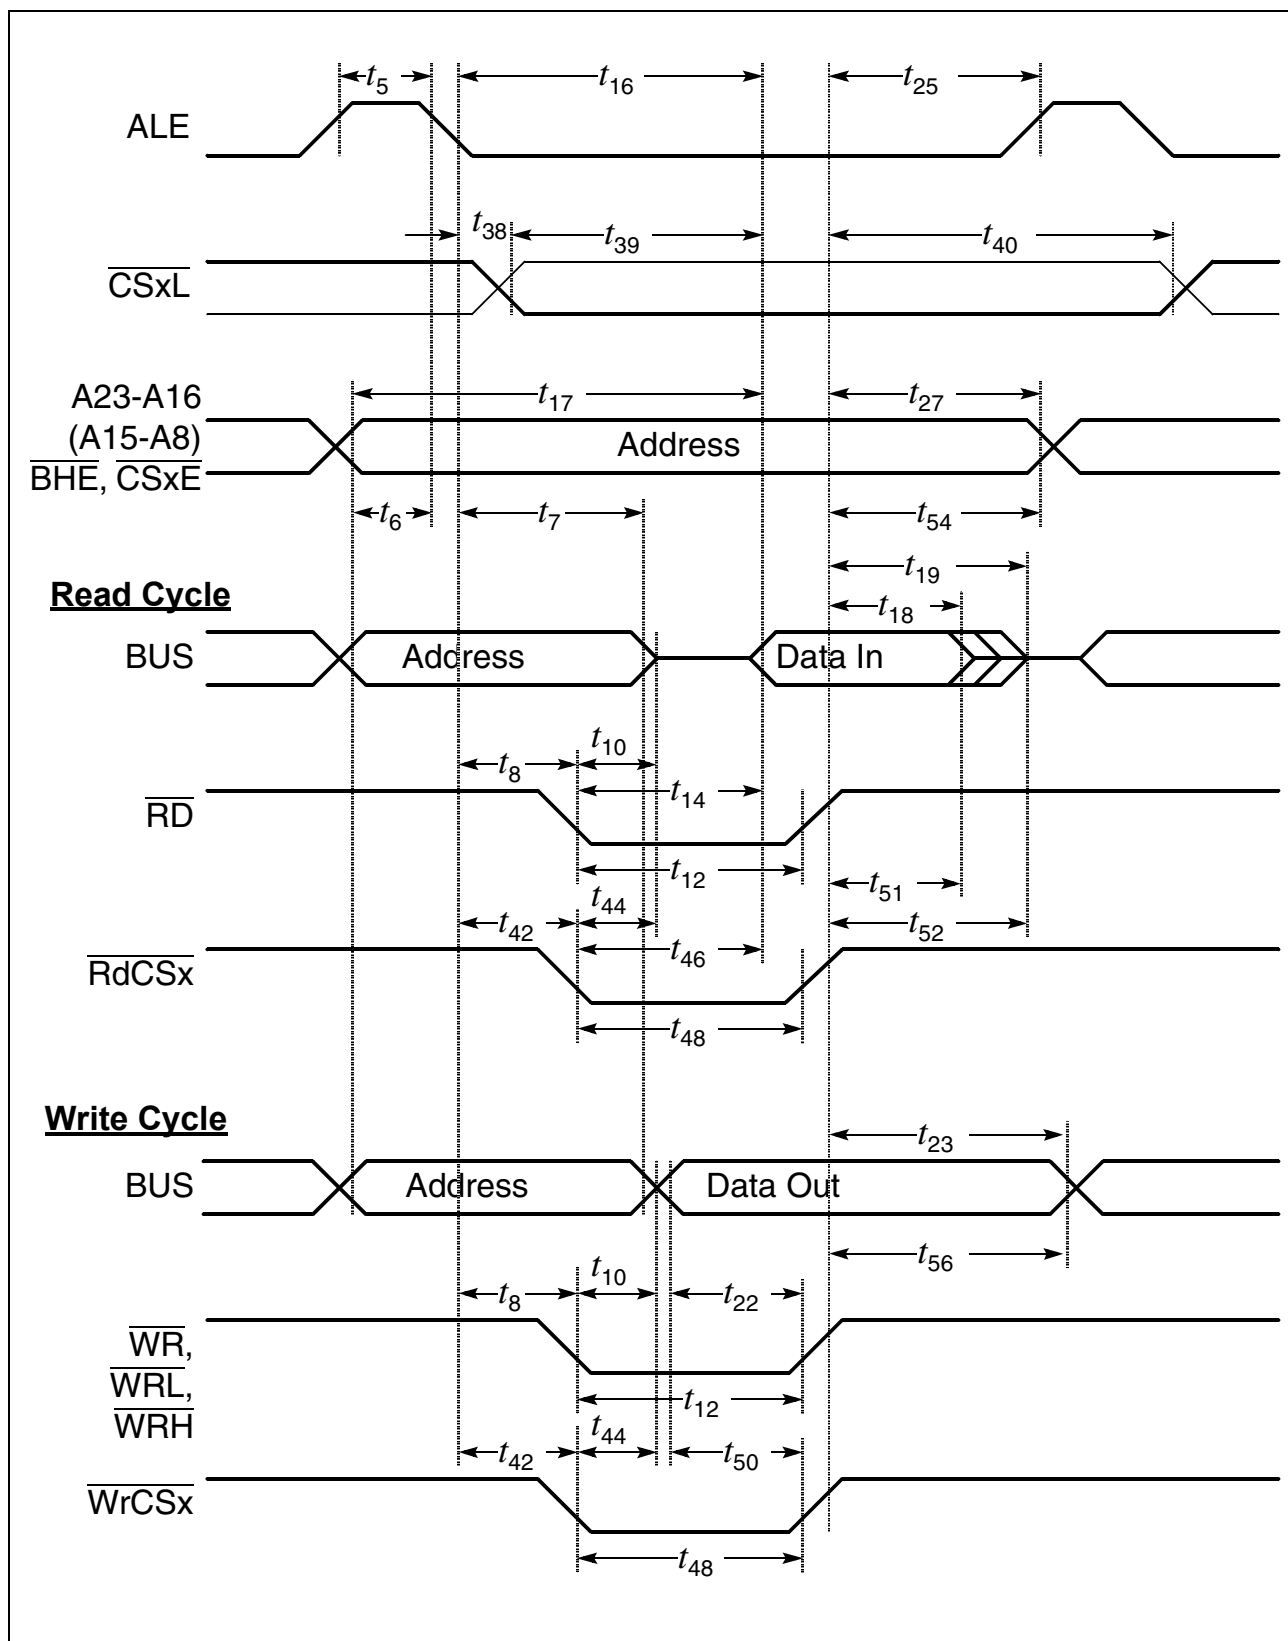 t5
t16
t25
ALE
t38
t39
t40
CSxL
A23-A16
t17
t27
(A15-A8)
Address
BHE, CSxE
t6
t7
t54
t19
Read Cycle
t18
BUS
Address
Data In
t10
t8
t14
RD
t12
t51
t44
t42
t52
t46
RdCSx
t48
Write Cycle
t23
BUS
Address
Data Out
t56
t10
t8
t22
WR,
WRL,
t12
WRH
t44
t42
t50
WrCSx
t48